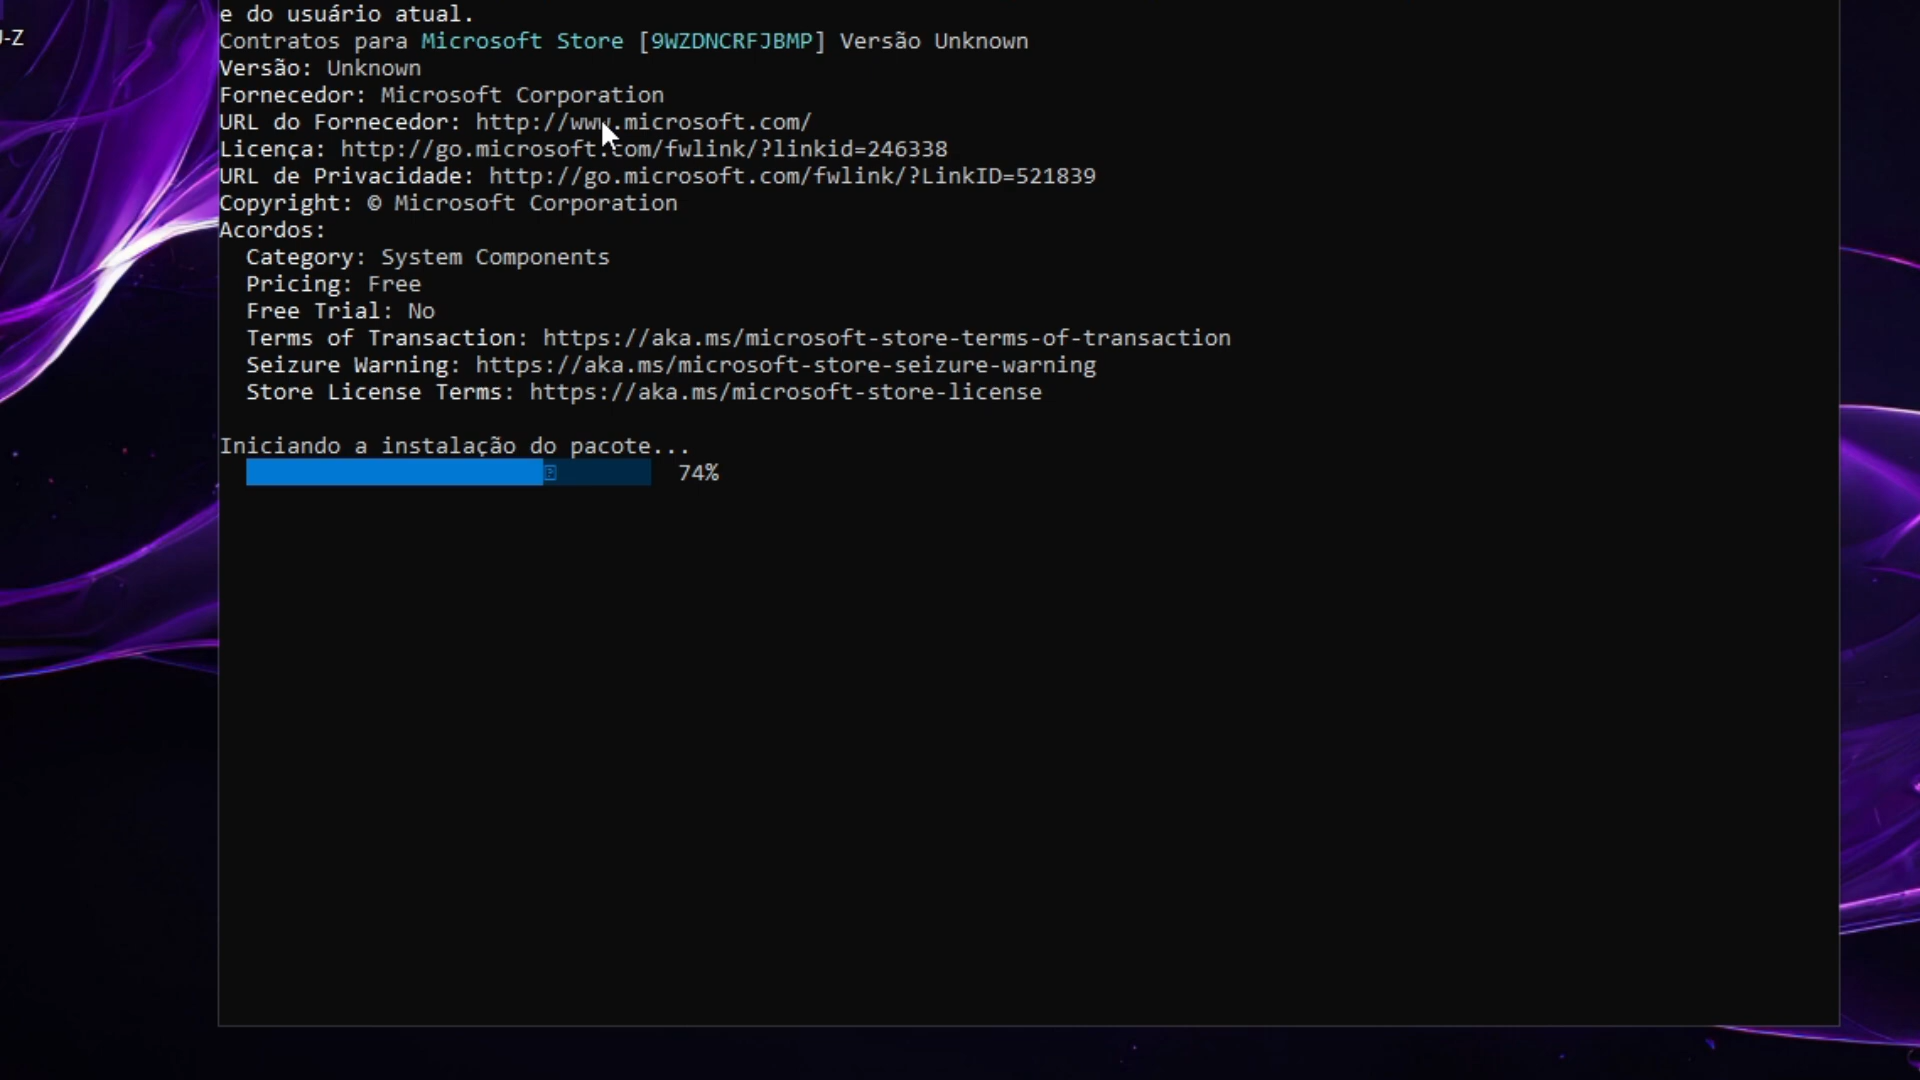 e do usuário atual.
J-Z
Contratos para Microsoft Store [9WZDNCRFJBMP] Versão Unknown
Versão: Unknown
Fornecedor: Microsoft Corporation
URL do Fornecedor: http://www.microsoft.com/
Licença: http://go.microsoft.com/fwlink/?linkid=246338
URL de Privacidade: http://go.microsoft.com/fwlink/?LinkID=521839
Copyright: © Microsoft Corporation
Acordos:
Category: System Components
Pricing: Free
Free Trial: No
Terms of Transaction: https://aka.ms/microsoft-store-terms-of-transaction
Seizure Warning: https://aka.ms/microsoft-store-seizure-warning
Store License Terms: https://aka.ms/microsoft-store-license
Iniciando a instalação do pacote...
74%